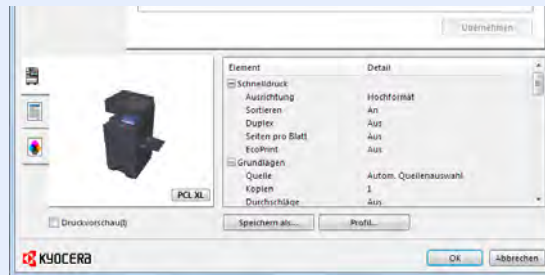 Übernehmen
Element Detail
Schnelldruck
Ausrichtung Hochformat
Sortieren An
Duplex Aus
Seiten pro Blatt Aus
EcoPrint Aus
Grundlagen
Quelle Autom. Quellenauswahl
Kopien 1
Durchschläge Aus
PCL XL
Druckvorschau(I) Speichern als... Profil...
KYOCERA OK Abbrechen